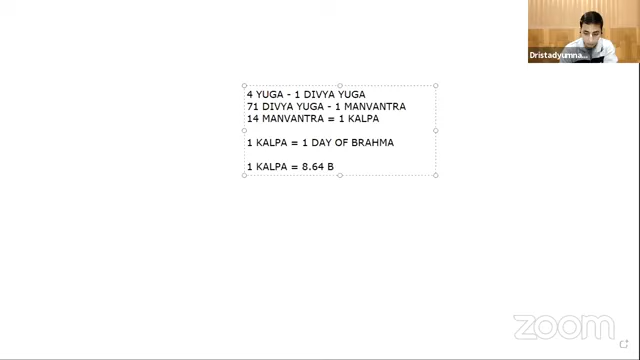 Dristadyumna...
4 YUGA - 1 DIVYA YUGA
71 DIVYA YUGA - 1 MANVANTRA
14 MANVANTRA = 1 KALPA
1 KALPA = 1 DAY OF BRAHMA
1 KALPA = 8.64 B
zoom